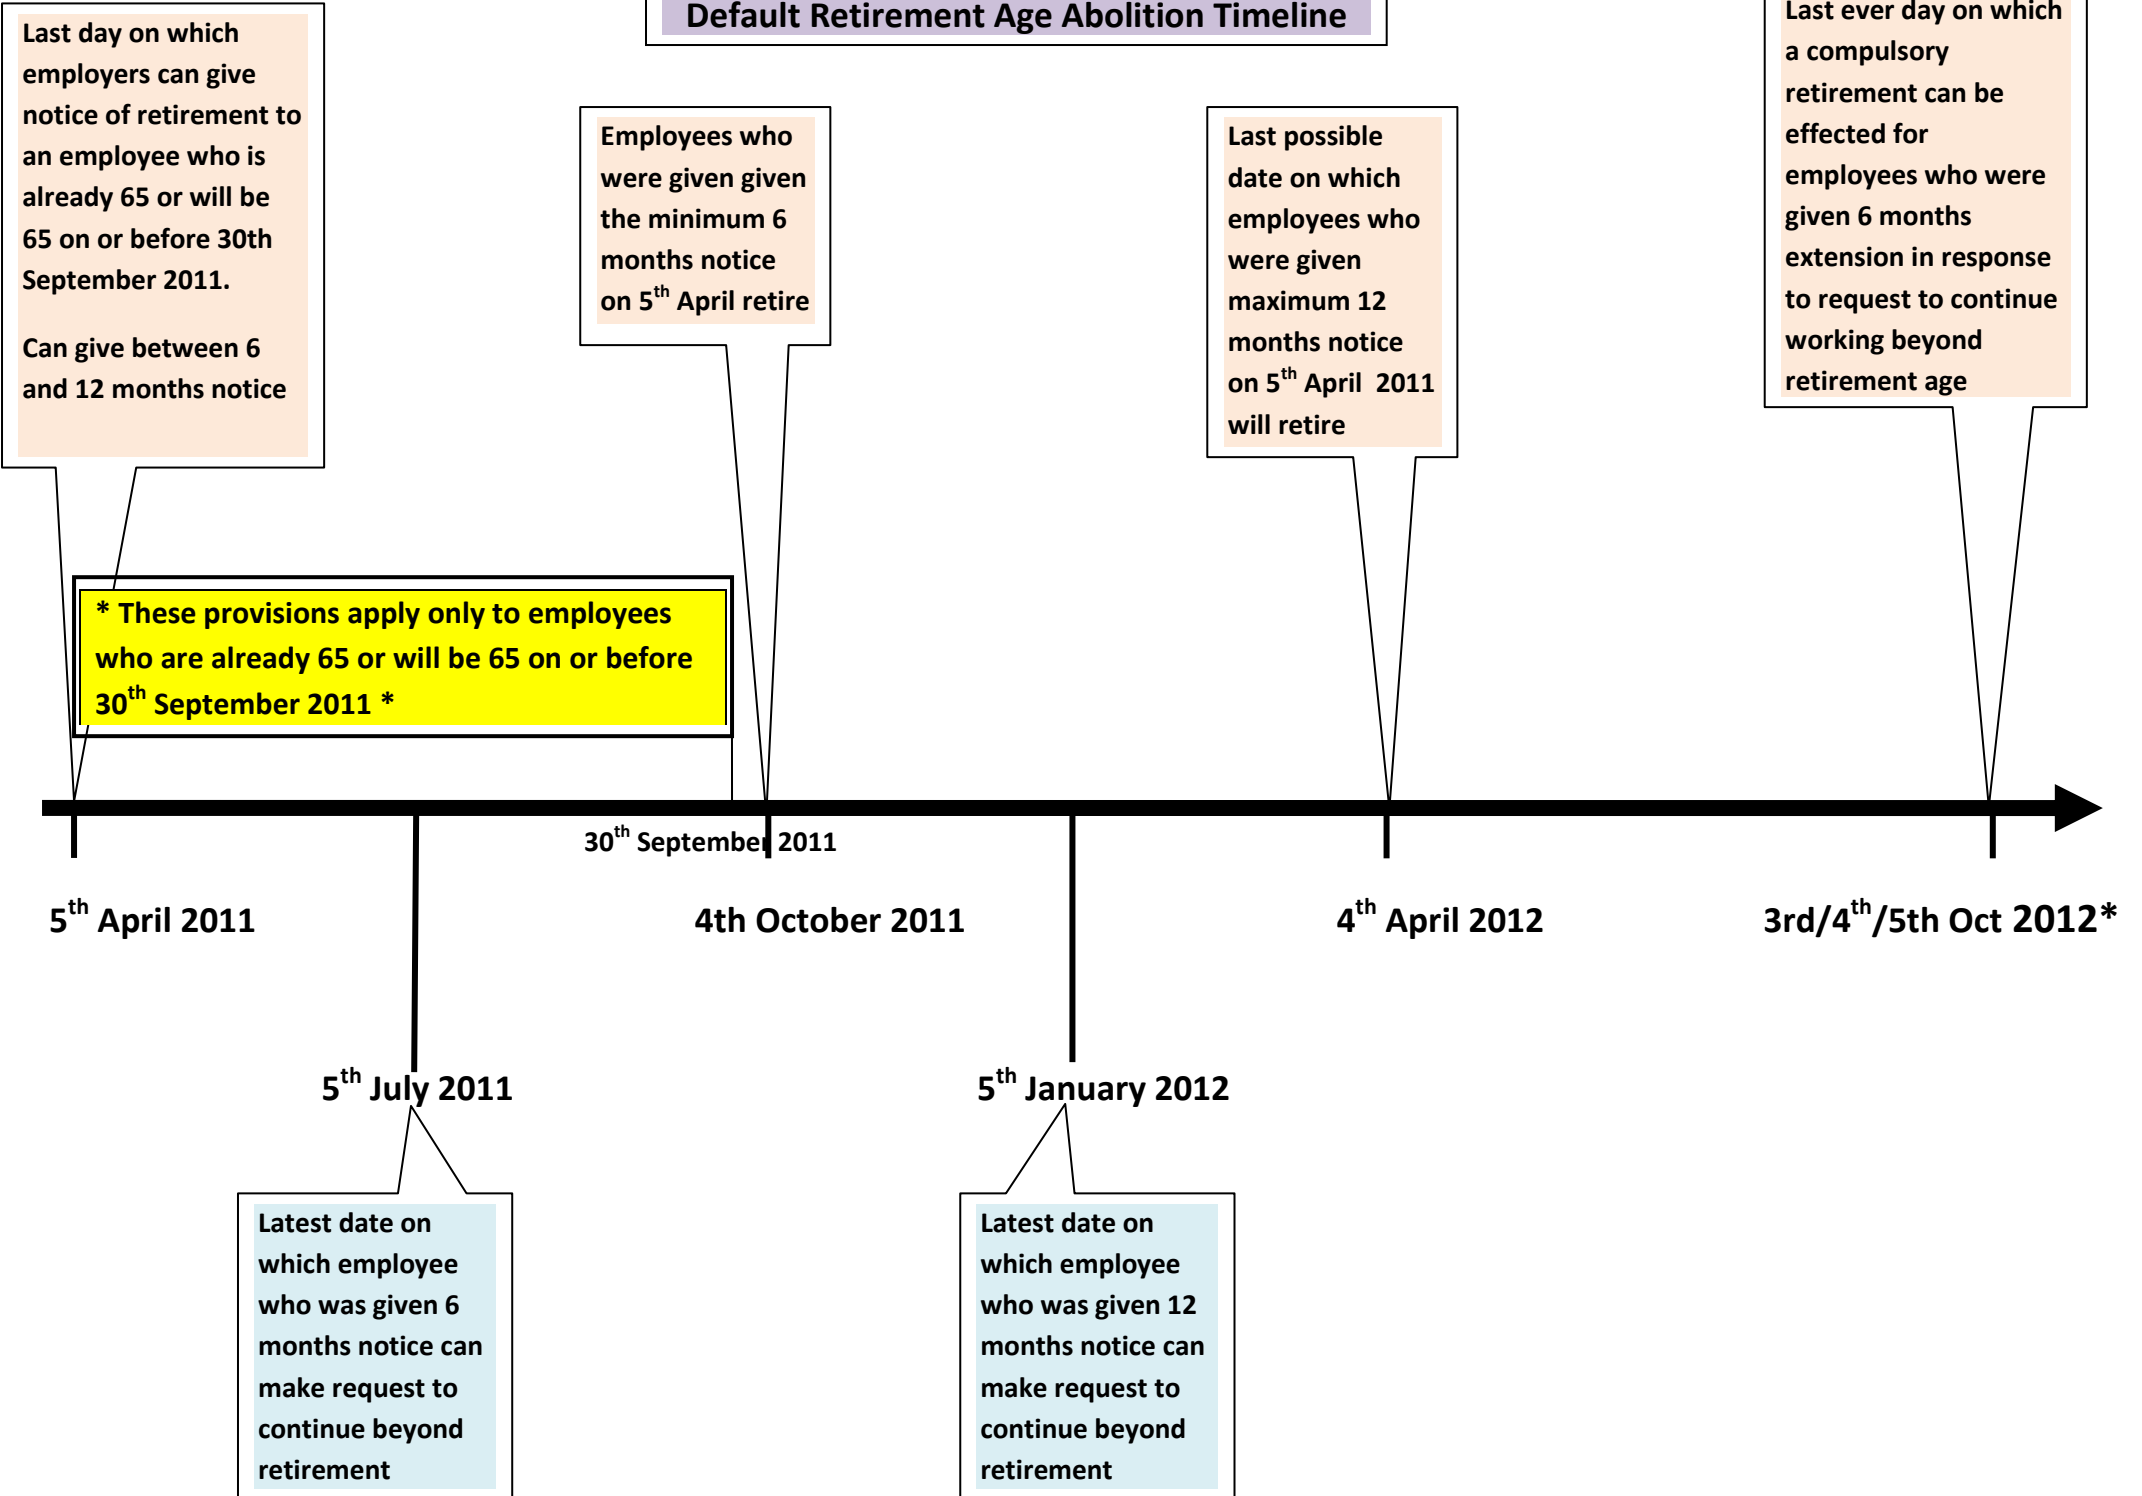 Default Retirement Age Abolition Timeline
Last day on which
employers can give
notice of retirement to
an employee who is
already 65 or will be
65 on or before 30th
September 2011.
Can give between 6
and 12 months notice
Employees who
were given given
the minimum 6
months notice
on 5th April retire
Last possible
date on which
employees who
were given
maximum 12
months notice
on 5th April 2011
will retire
Last ever day on which
a compulsory
retirement can be
effected for
employees who were
given 6 months
extension in response
to request to continue
working beyond
retirement age
* These provisions apply only to employees
who are already 65 or will be 65 on or before
30th September 2011 *
30th September 2011
5th April 2011
4th October 2011
4th April 2012
3rd/4th/5th Oct 2012*
5th July 2011
5th January 2012
Latest date on
which employee
who was given 6
months notice can
make request to
continue beyond
retirement
Latest date on
which employee
who was given 12
months notice can
make request to
continue beyond
retirement